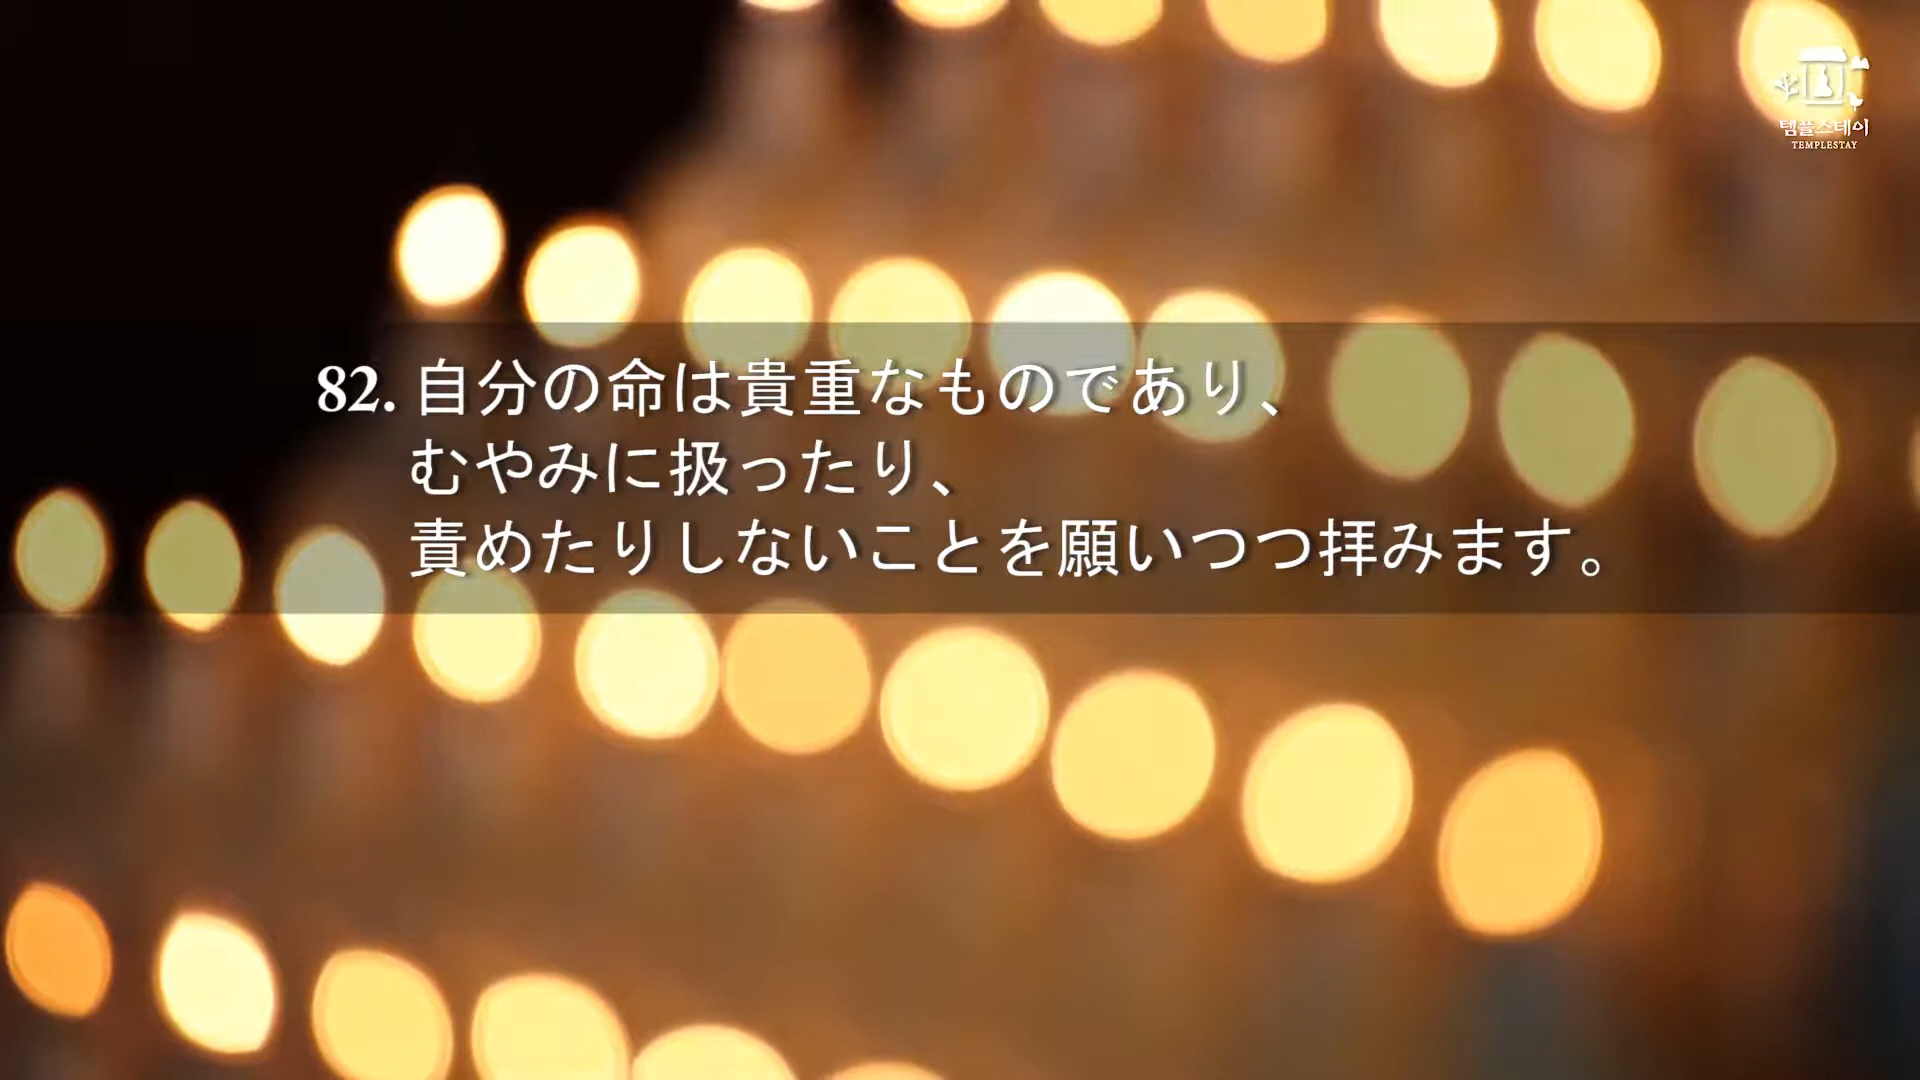 템플스테이
TEMPLESTAY
82. 自分の命は貴重なものであり、
むやみに扱ったり、
責めたりしないことを願いつつ拝みます。